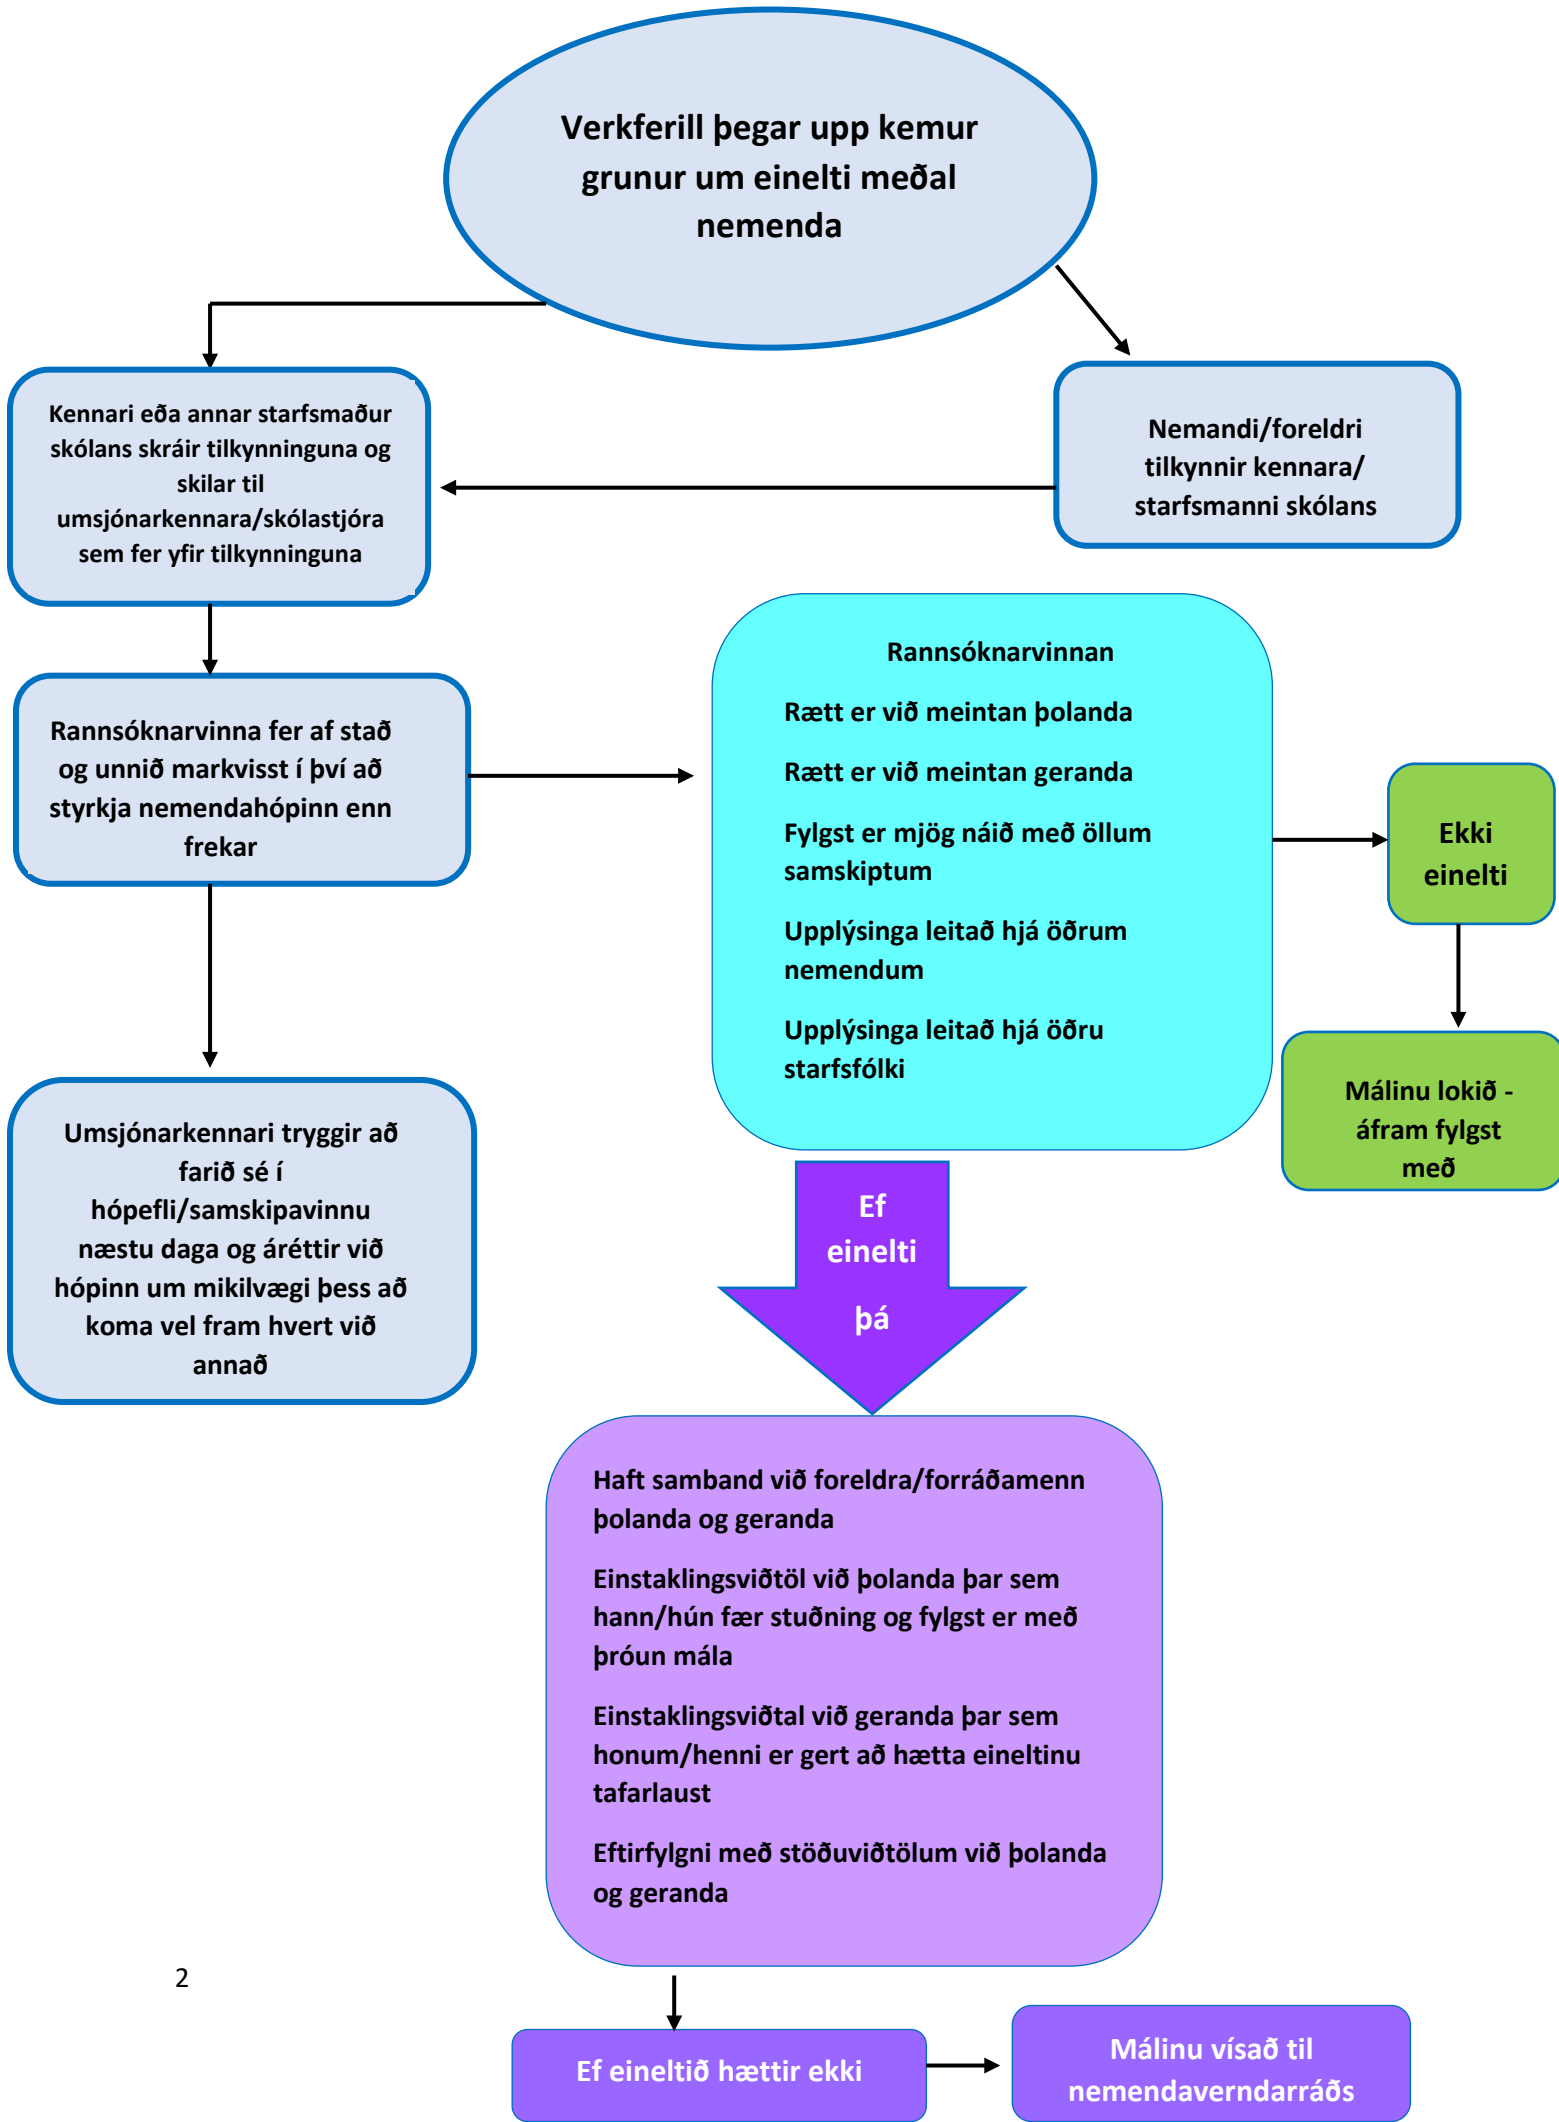 Verkferill þegar upp kemur
grunur um einelti meðal
nemenda
Kennari eða annar starfsmaður
skólans skráir tilkynninguna og
skilar til
umsjónarkennara/skólastjóra
sem fer yfir tilkynninguna
Nemandi/foreldri
tilkynnir kennara/
starfsmanni skólans
Rannsóknarvinna fer af stað
og unnið markvisst í því að
styrkja nemendahópinn enn
frekar
Rannsóknarvinnan
Rætt er við meintan þolanda
Rætt er við meintan geranda
Fylgst er mjög náið með öllum
samskiptum
Upplýsinga leitað hjá öðrum
nemendum
Upplýsinga leitað hjá öðru
starfsfólki
Ekki
einelti
Málinu lokið -
áfram fylgst
með
Umsjónarkennari tryggir að
farið sé í
hópefli/samskipavinnu
næstu daga og áréttir við
hópinn um mikilvægi þess að
koma vel fram hvert við
annað
Ef
einelti
þá
Haft samband við foreldra/forráðamenn
þolanda og geranda
Einstaklingsviðtöl við þolanda þar sem
hann/hún fær stuðning og fylgst er með
þróun mála
Einstaklingsviðtal við geranda þar sem
honum/henni er gert að hætta eineltinu
tafarlaust
Eftirfylgni með stöðuviðtölum við þolanda
og geranda
2
Ef eineltið hættir ekki
Málinu vísað til
nemendaverndarráðs